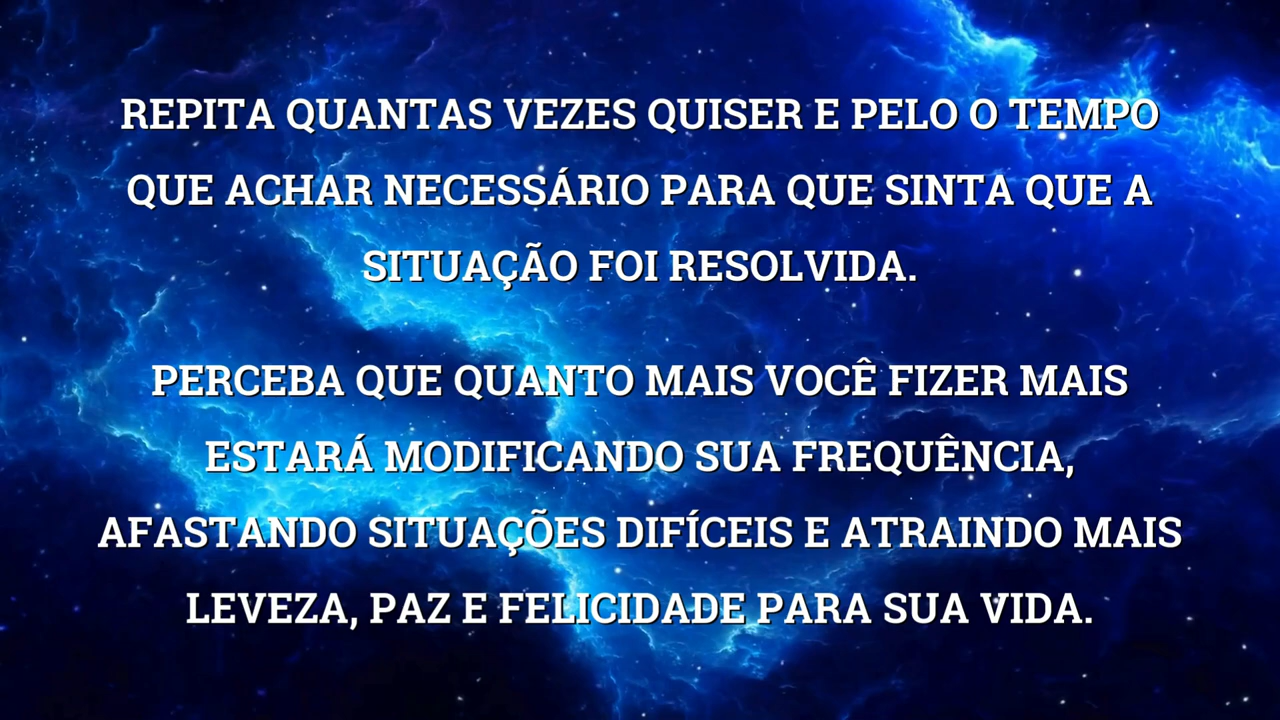 REPITA QUANTAS VEZES QUISER E PELO O TEMPO
QUE ACHAR NECESSÁRIO PARA QUE SINTA QUE A
SITUAÇÃO FOI RESOLVIDA.
PERCEBA QUE QUANTO MAIS VOCÊ FIZER MAIS
ESTARÁ MODIFICANDO SUA FREQUÊNCIA,
AFASTANDO SITUAÇÕES DIFÍCEIS E ATRAINDO MAIS
LEVEZA, PAZ E FELICIDADE PARA SUA VIDA.